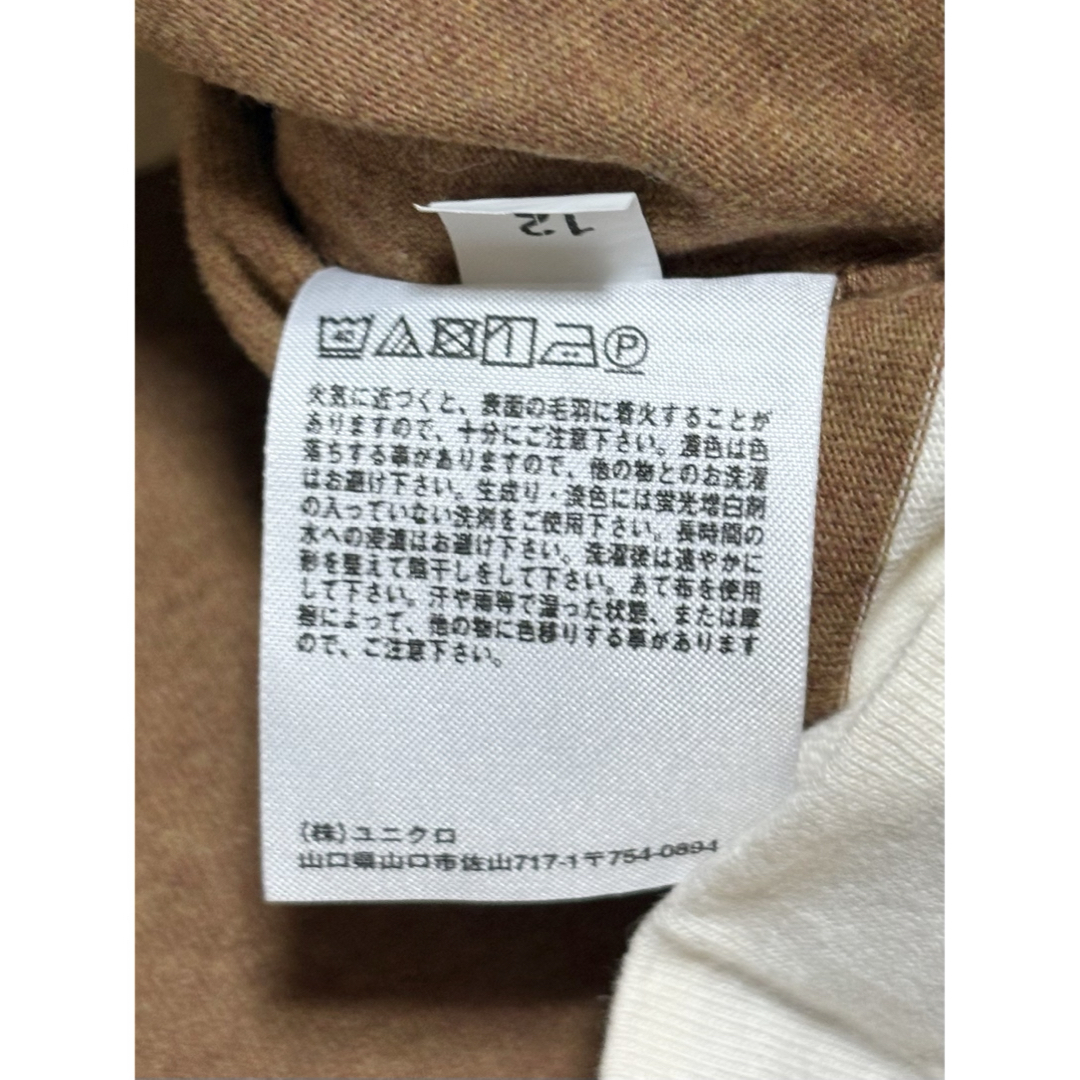 12
40
P
火気に近づくと、表面の毛羽に着火することが
ありますので、十分にご注意下さい。濃色は色
落ちする事がありますので、他の物とのお洗濯
はお避け下さい。生成り・淡色には蛍光増白剤
の入っていない洗剤をご使用下さい。長時間の
水への浸漬はお避け下さい。洗濯後は速やかに
形を整えて陰干しをして下さい。あて布を使用
して下さい。汗や雨等で湿った状態、または摩
擦によって、他の物に色移りする事があります
ので、ご注意下さい。
(株)ユニクロ
山口県山口市佐山717-1〒754-0894